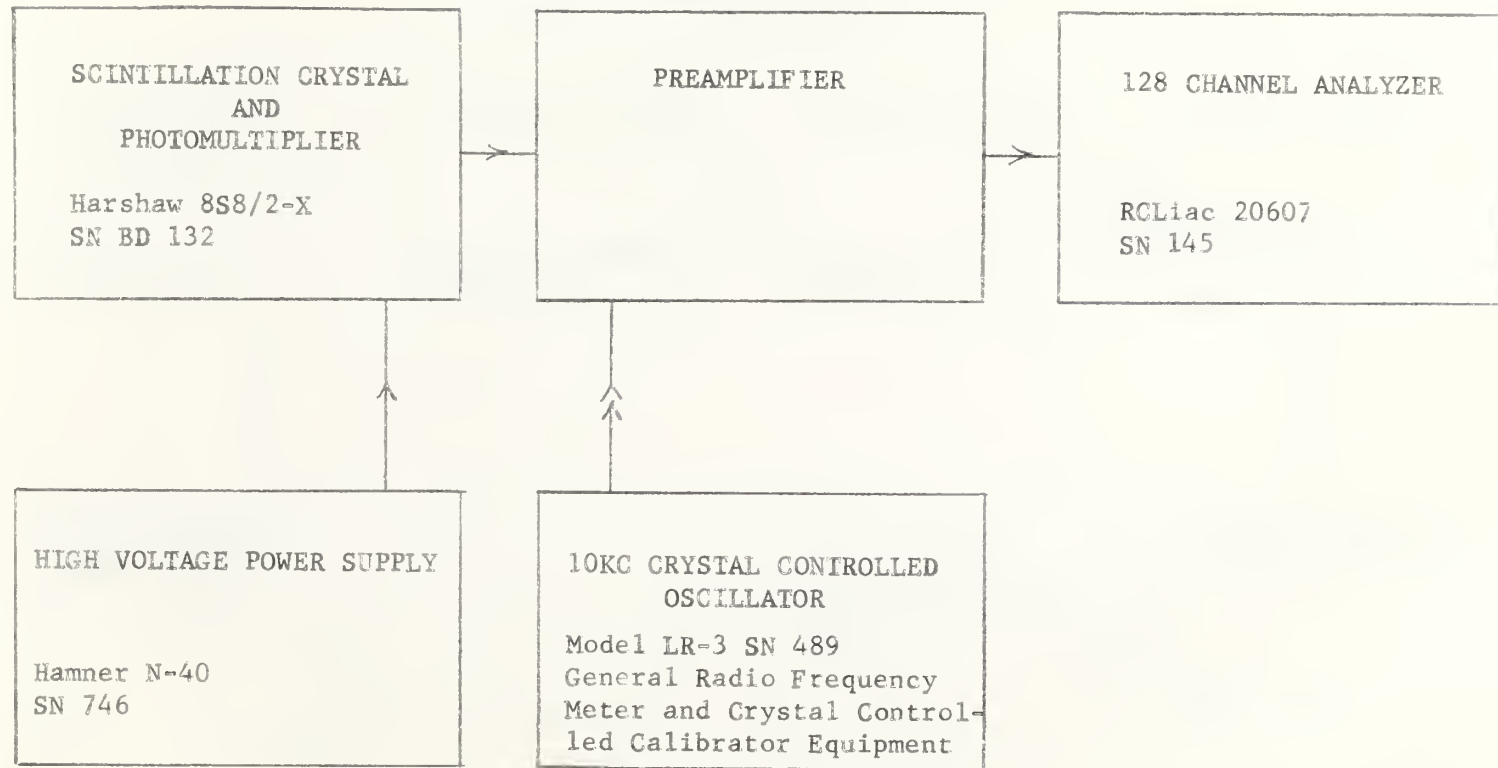 SCINTILLATION CRYSTAL
AND
PHOTOMULTIPLIER
Harshaw 8S8/2-X
SN BD 132
PREAMPLIFIER
128 CHANNEL ANALYZER
RCLiac 20607
SN 145
HIGH VOLTAGE POWER SUPPLY
Hamner N-40
SN 746
10KC CRYSTAL CONTROLLED
OSCILLATOR
Model LR-3 SN 489
General Radio Frequency
Meter and Crystal Control-
led Calibrator Equipment